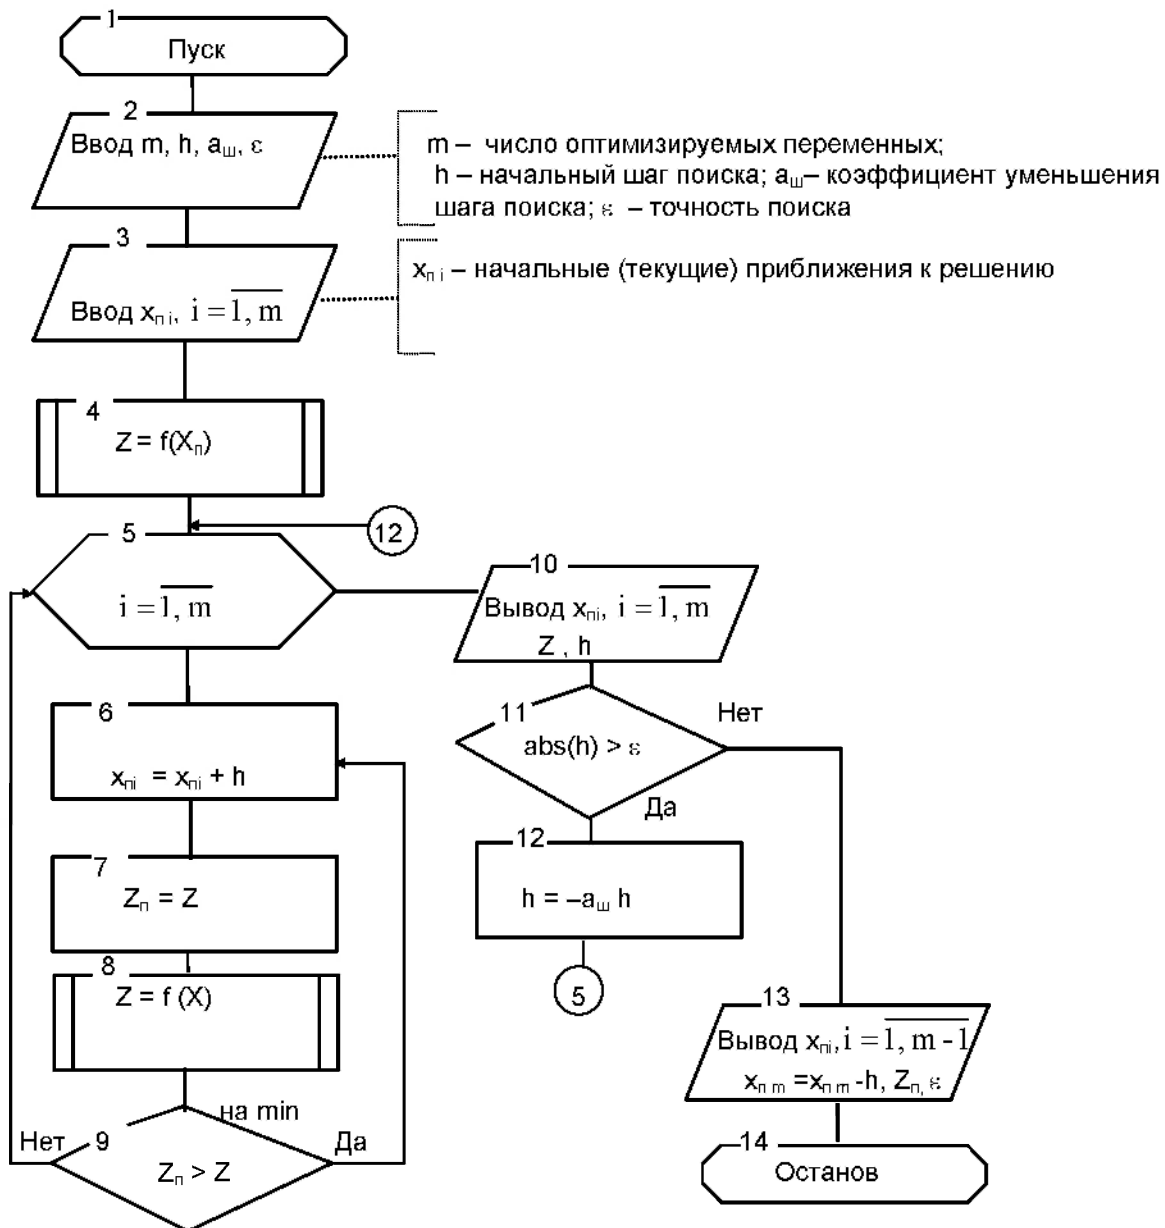 1
Пуск
2
Ввод m, h, aш, ε
m – число оптимизируемых переменных;
h – начальный шаг поиска; aш– коэффициент уменьшения
шага поиска; ε – точность поиска
3
Ввод xп i, i = 1, m
xп i – начальные (текущие) приближения к решению
4
Z = f(Xп)
12
5
i = 1, m
10
Вывод xпi, i = 1, m
Z , h
6
xпi = xпi + h
11
abs(h) > ε
Нет
Да
7
Zп = Z
12
h = –aш h
8
Z = f (X)
5
13
Вывод xпi, i = 1, m - 1
xп m =xп m -h, Zп, ε
на min
Нет
9
Да
Zп > Z
14
Останов